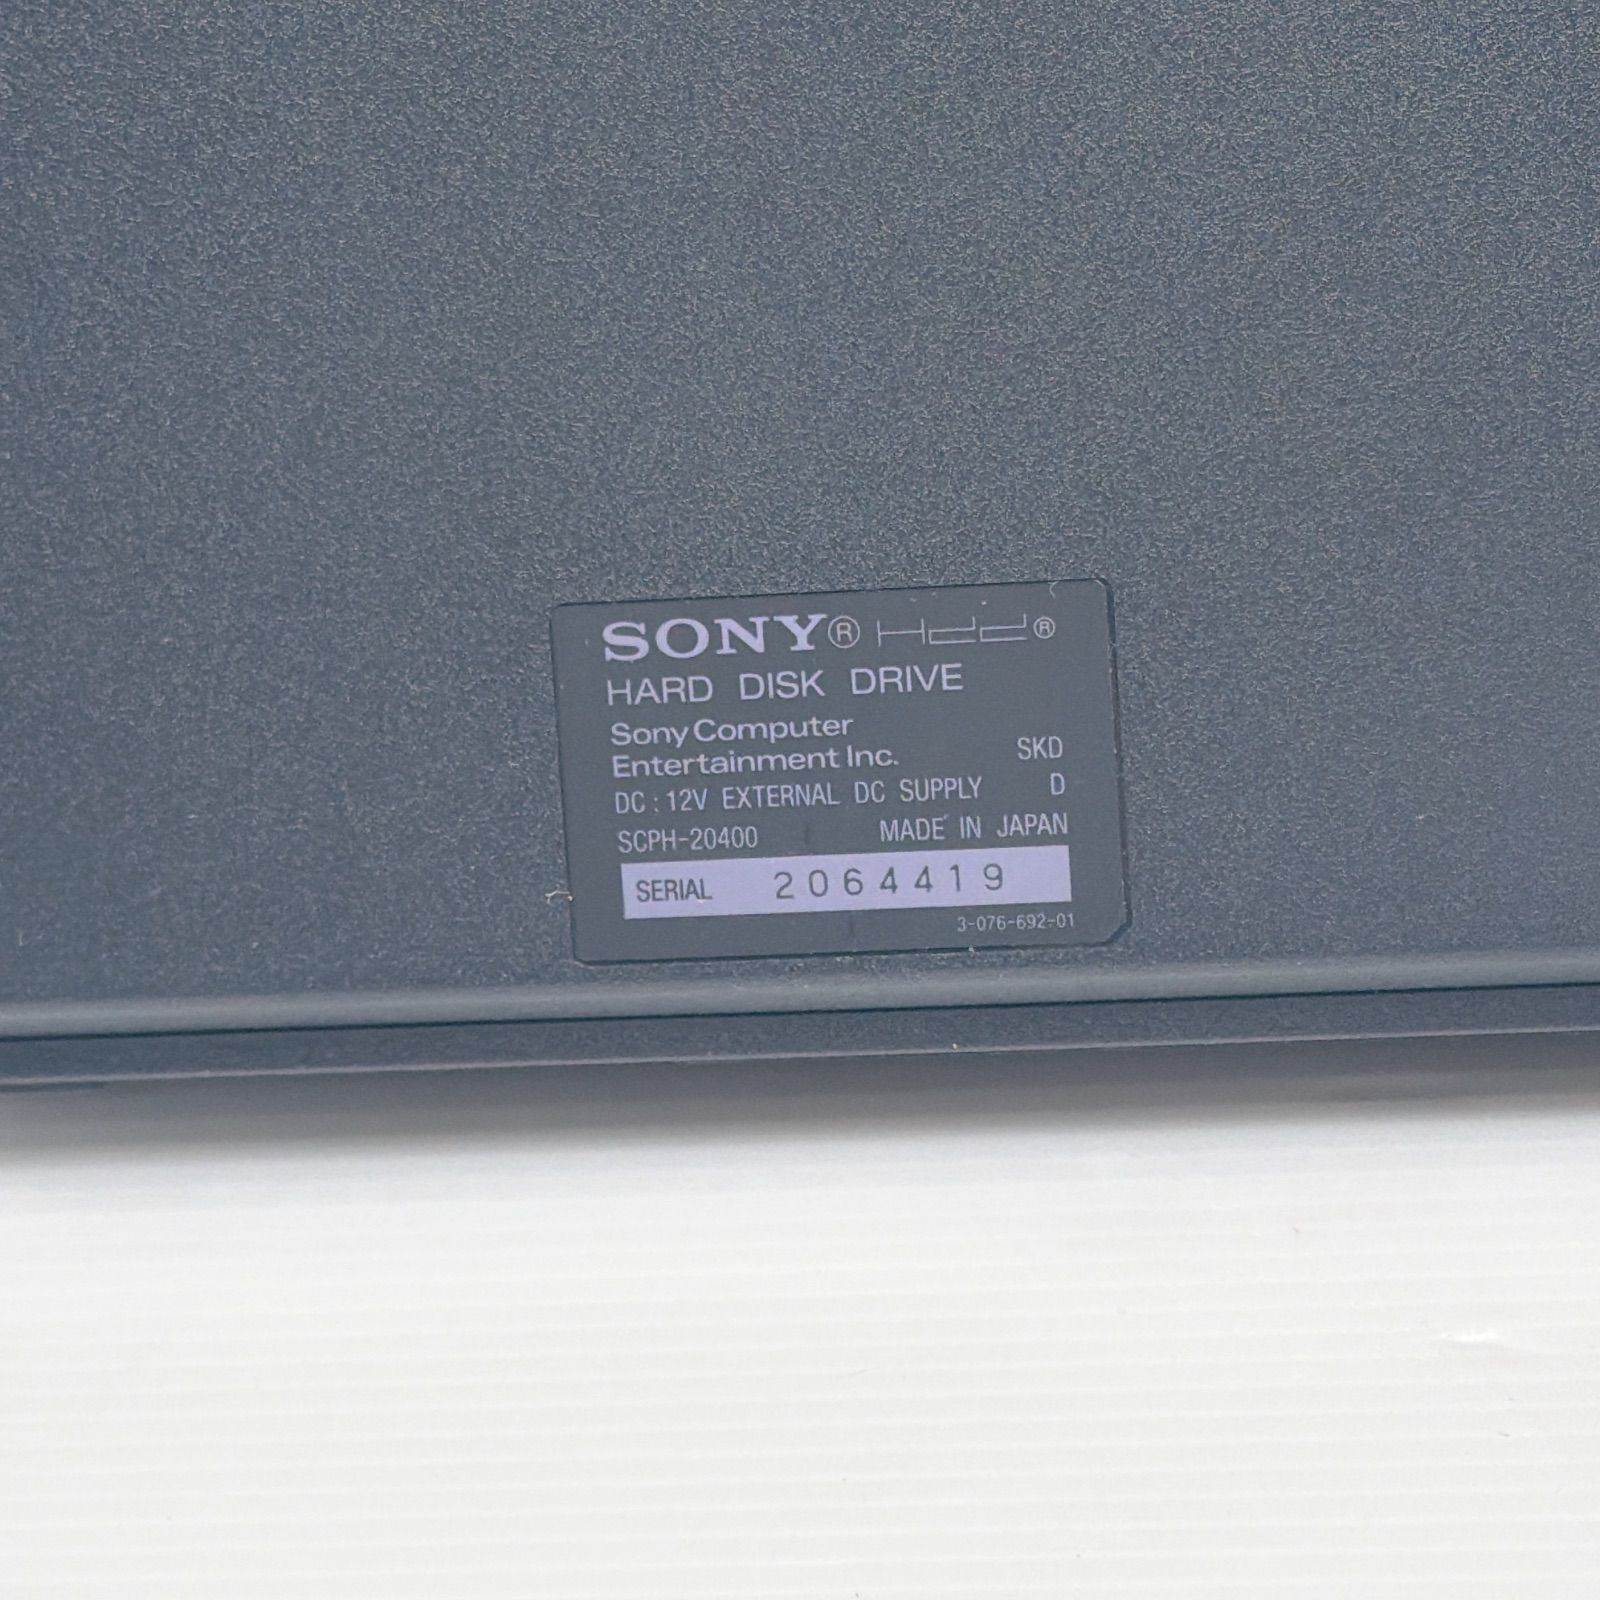 SONY® Hdd®
HARD DISK DRIVE
Sony Computer
Entertainment Inc. SKD
DC : 12V EXTERNAL DC SUPPLY D
SCPH-20400 MADE IN JAPAN
SERIAL 2064419
3-076-692-01